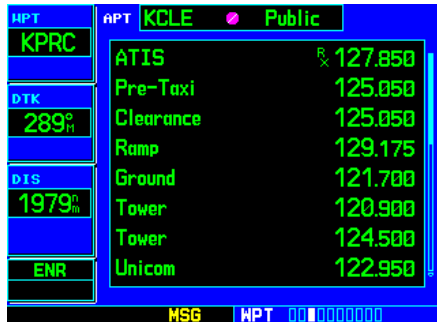 WPT
KPRC
DTK
289°M
DIS
1979nm
ENR
APT KCLE Public
ATIS Rx 127.850
Pre-Taxi 125.050
Clearance 125.050
Ramp 129.175
Ground 121.700
Tower 120.900
Tower 124.500
Unicom 122.950
MSG WPT